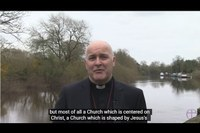 but most of all a Church which is centered on
Christ, a Church which is shaped by Jesus's